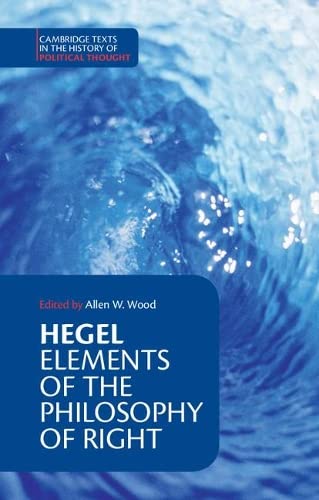 CAMBRIDGE TEXTS
IN THE HISTORY OF
POLITICAL THOUGHT
Edited by Allen W. Wood
HEGEL
ELEMENTS
OF THE
PHILOSOPHY
OF RIGHT